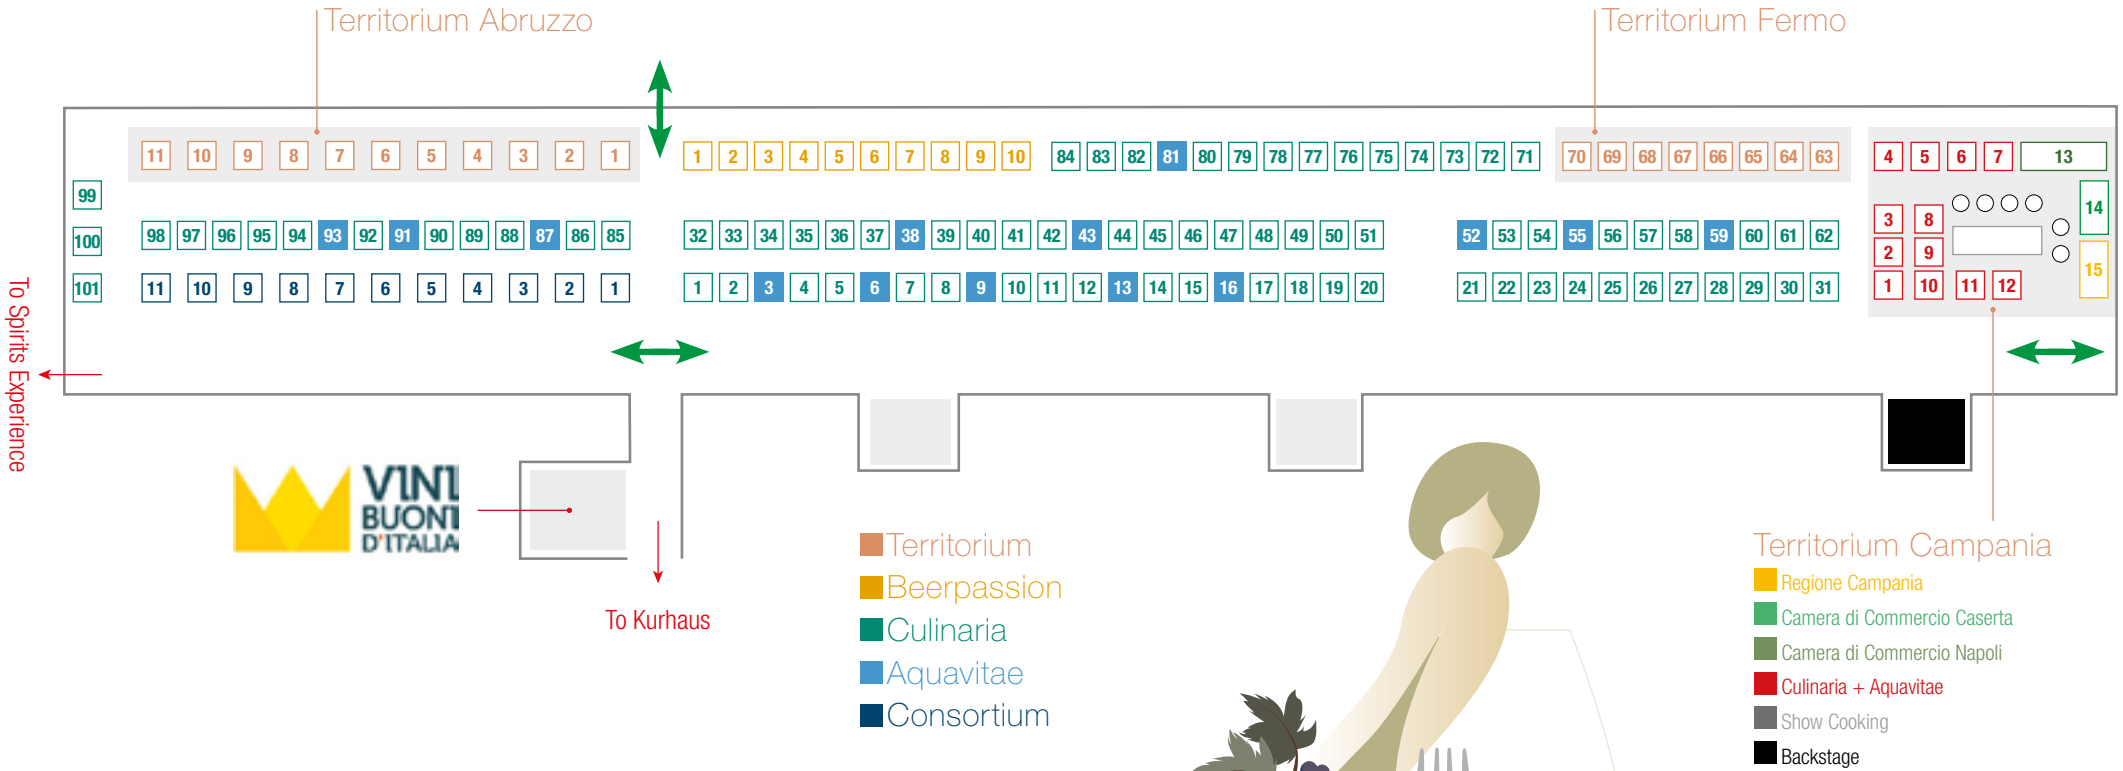 Territorium Abruzzo
Territorium Fermo
11 10 9 8 7 6 5 4 3 2 1
1 2 3 4 5 6 7 8 9 10
84 83 82 81 80 79 78 77 76 75 74 73 72 71
70 69 68 67 66 65 64 63
4 5 6 7 13
99
100
101
98 97 96 95 94 93 92 91 90 89 88 87 86 85
32 33 34 35 36 37 38 39 40 41 42 43 44 45 46 47 48 49 50 51
52 53 54 55 56 57 58 59 60 61 62
3 8
2 9
1 10 11 12
14
15
11 10 9 8 7 6 5 4 3 2 1
1 2 3 4 5 6 7 8 9 10 11 12 13 14 15 16 17 18 19 20
21 22 23 24 25 26 27 28 29 30 31
To Spirits Experience
VINI
BUONI
D'ITALIA
To Kurhaus
Territorium
Beerpassion
Culinaria
Aquavitae
Consortium
Territorium Campania
Regione Campania
Camera di Commercio Caserta
Camera di Commercio Napoli
Culinaria + Aquavitae
Show Cooking
Backstage